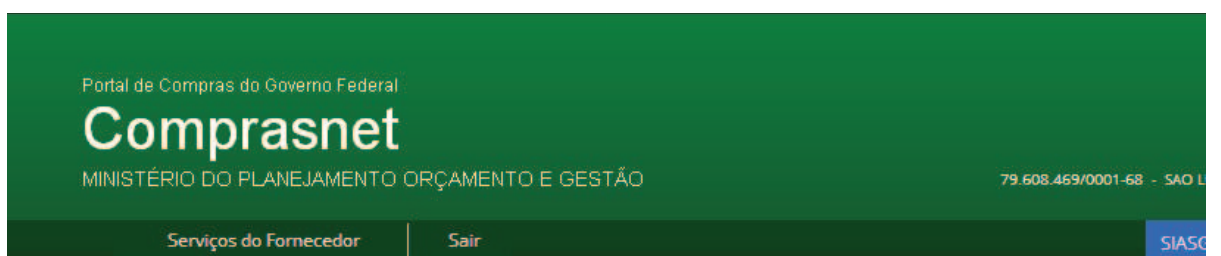 Portal de Compras do Governo Federal
Comprasnet
MINISTÉRIO DO PLANEJAMENTO ORÇAMENTO E GESTÃO
79.608.469/0001-68 - SAO
Serviços do Fornecedor
Sair
SIASG